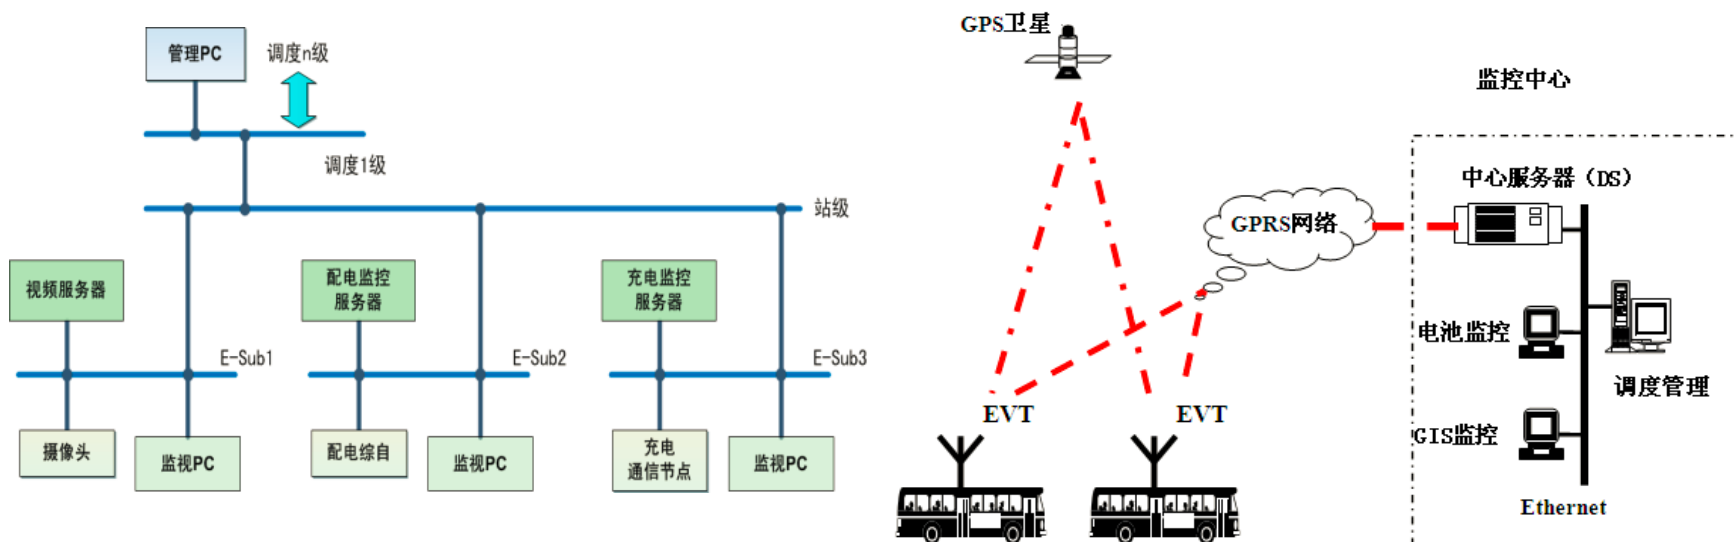 管理PC
调度n级
调度1级
站级
视频服务器
配电监控
服务器
充电监控
服务器
E-Sub1
E-Sub2
E-Sub3
摄像头
监视PC
配电综自
监视PC
充电
通信节点
监视PC
GPS卫星
监控中心
中心服务器（DS）
GPRS网络
电池监控
调度管理
EVT
EVT
GIS监控
Ethernet